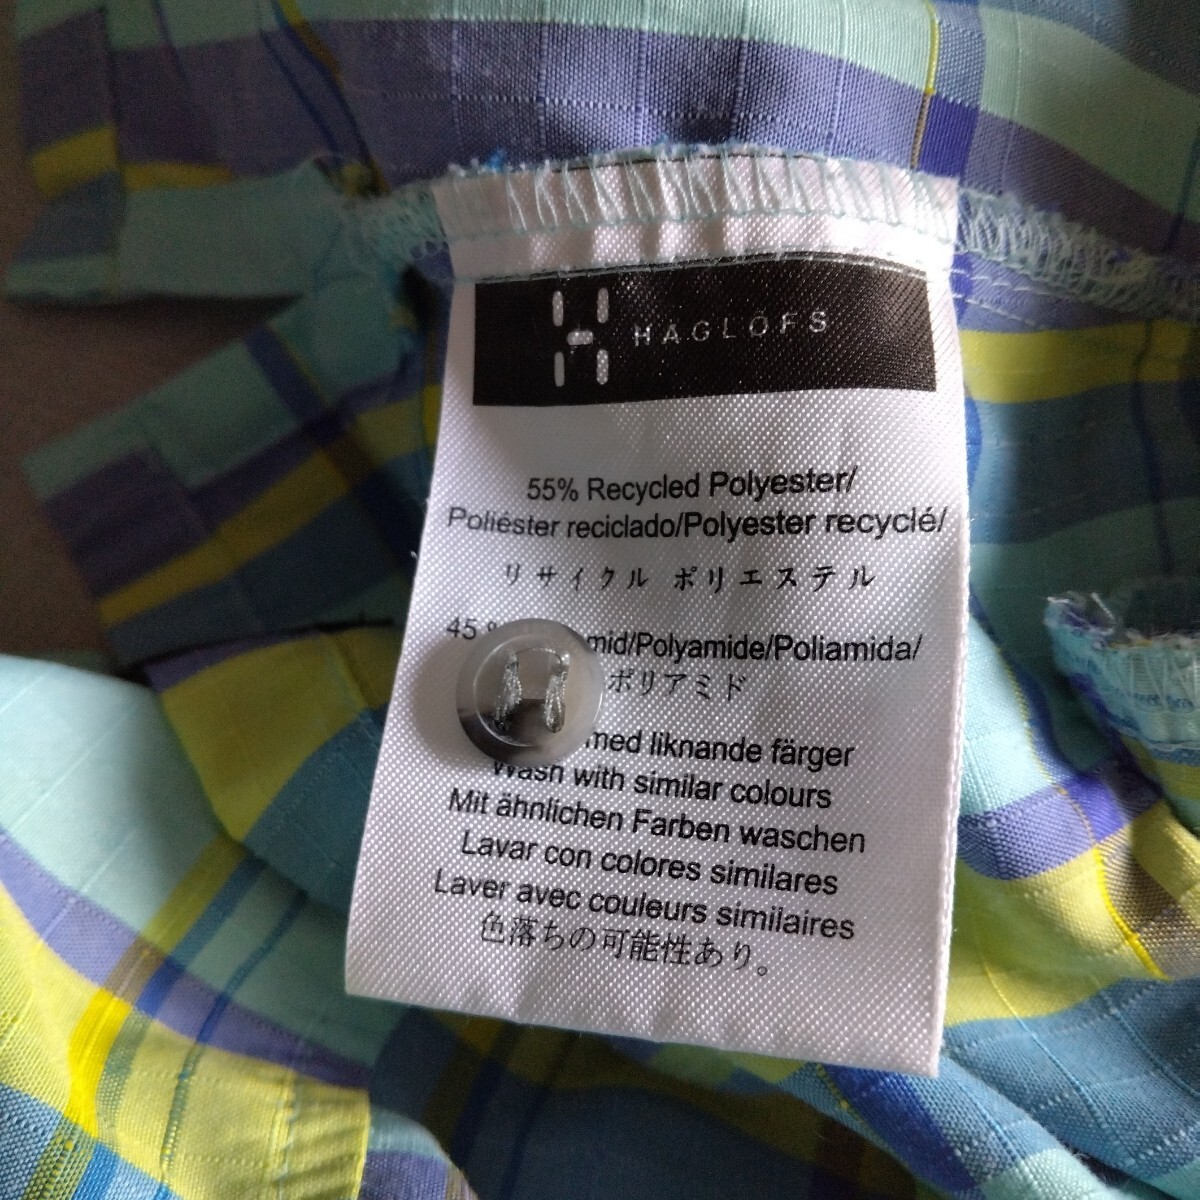 HAGLÖFS
55% Recycled Polyester/
Poliéster reciclado/Polyester recyclé/
リサイクル ポリエステル
45 % mid/Polyamide/Poliamida/
ポリアミド
med liknande färger
Wash with similar colours
Mit ähnlichen Farben waschen
Lavar con colores similares
Laver avec couleurs similaires
色落ちの可能性あり。